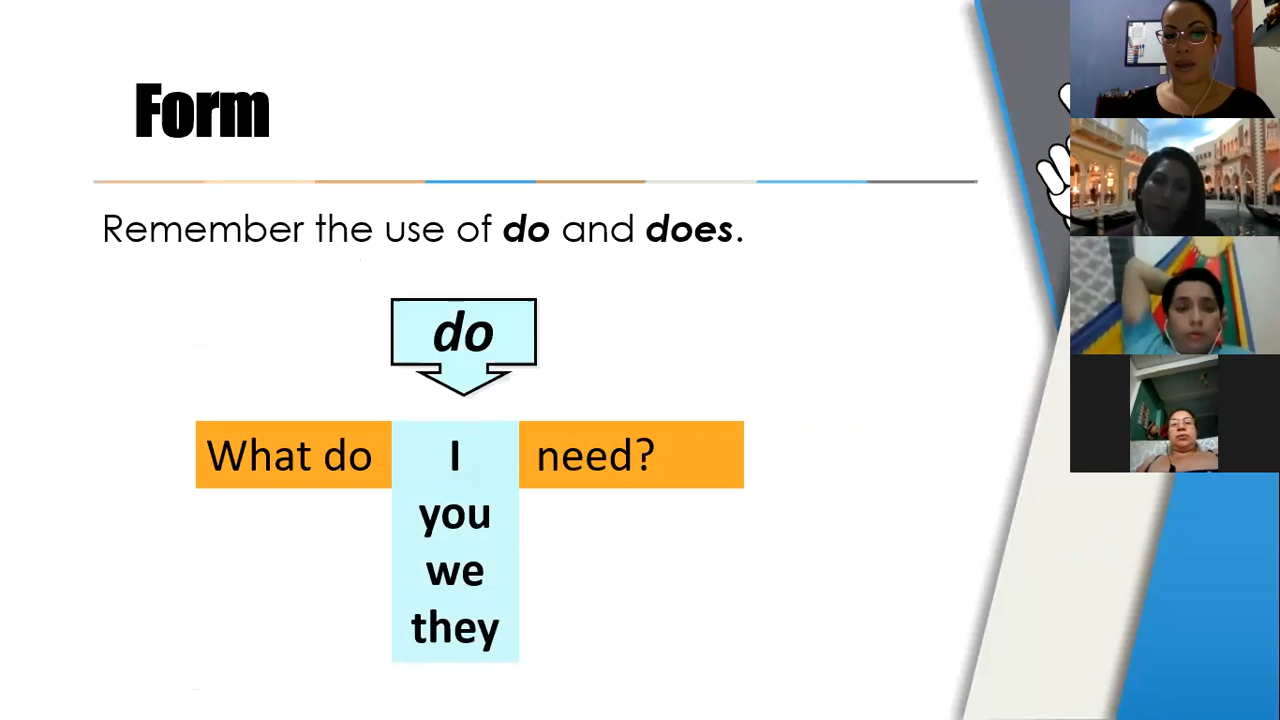 Form
Remember the use of do and does.
do
What do I need?
you
we
they